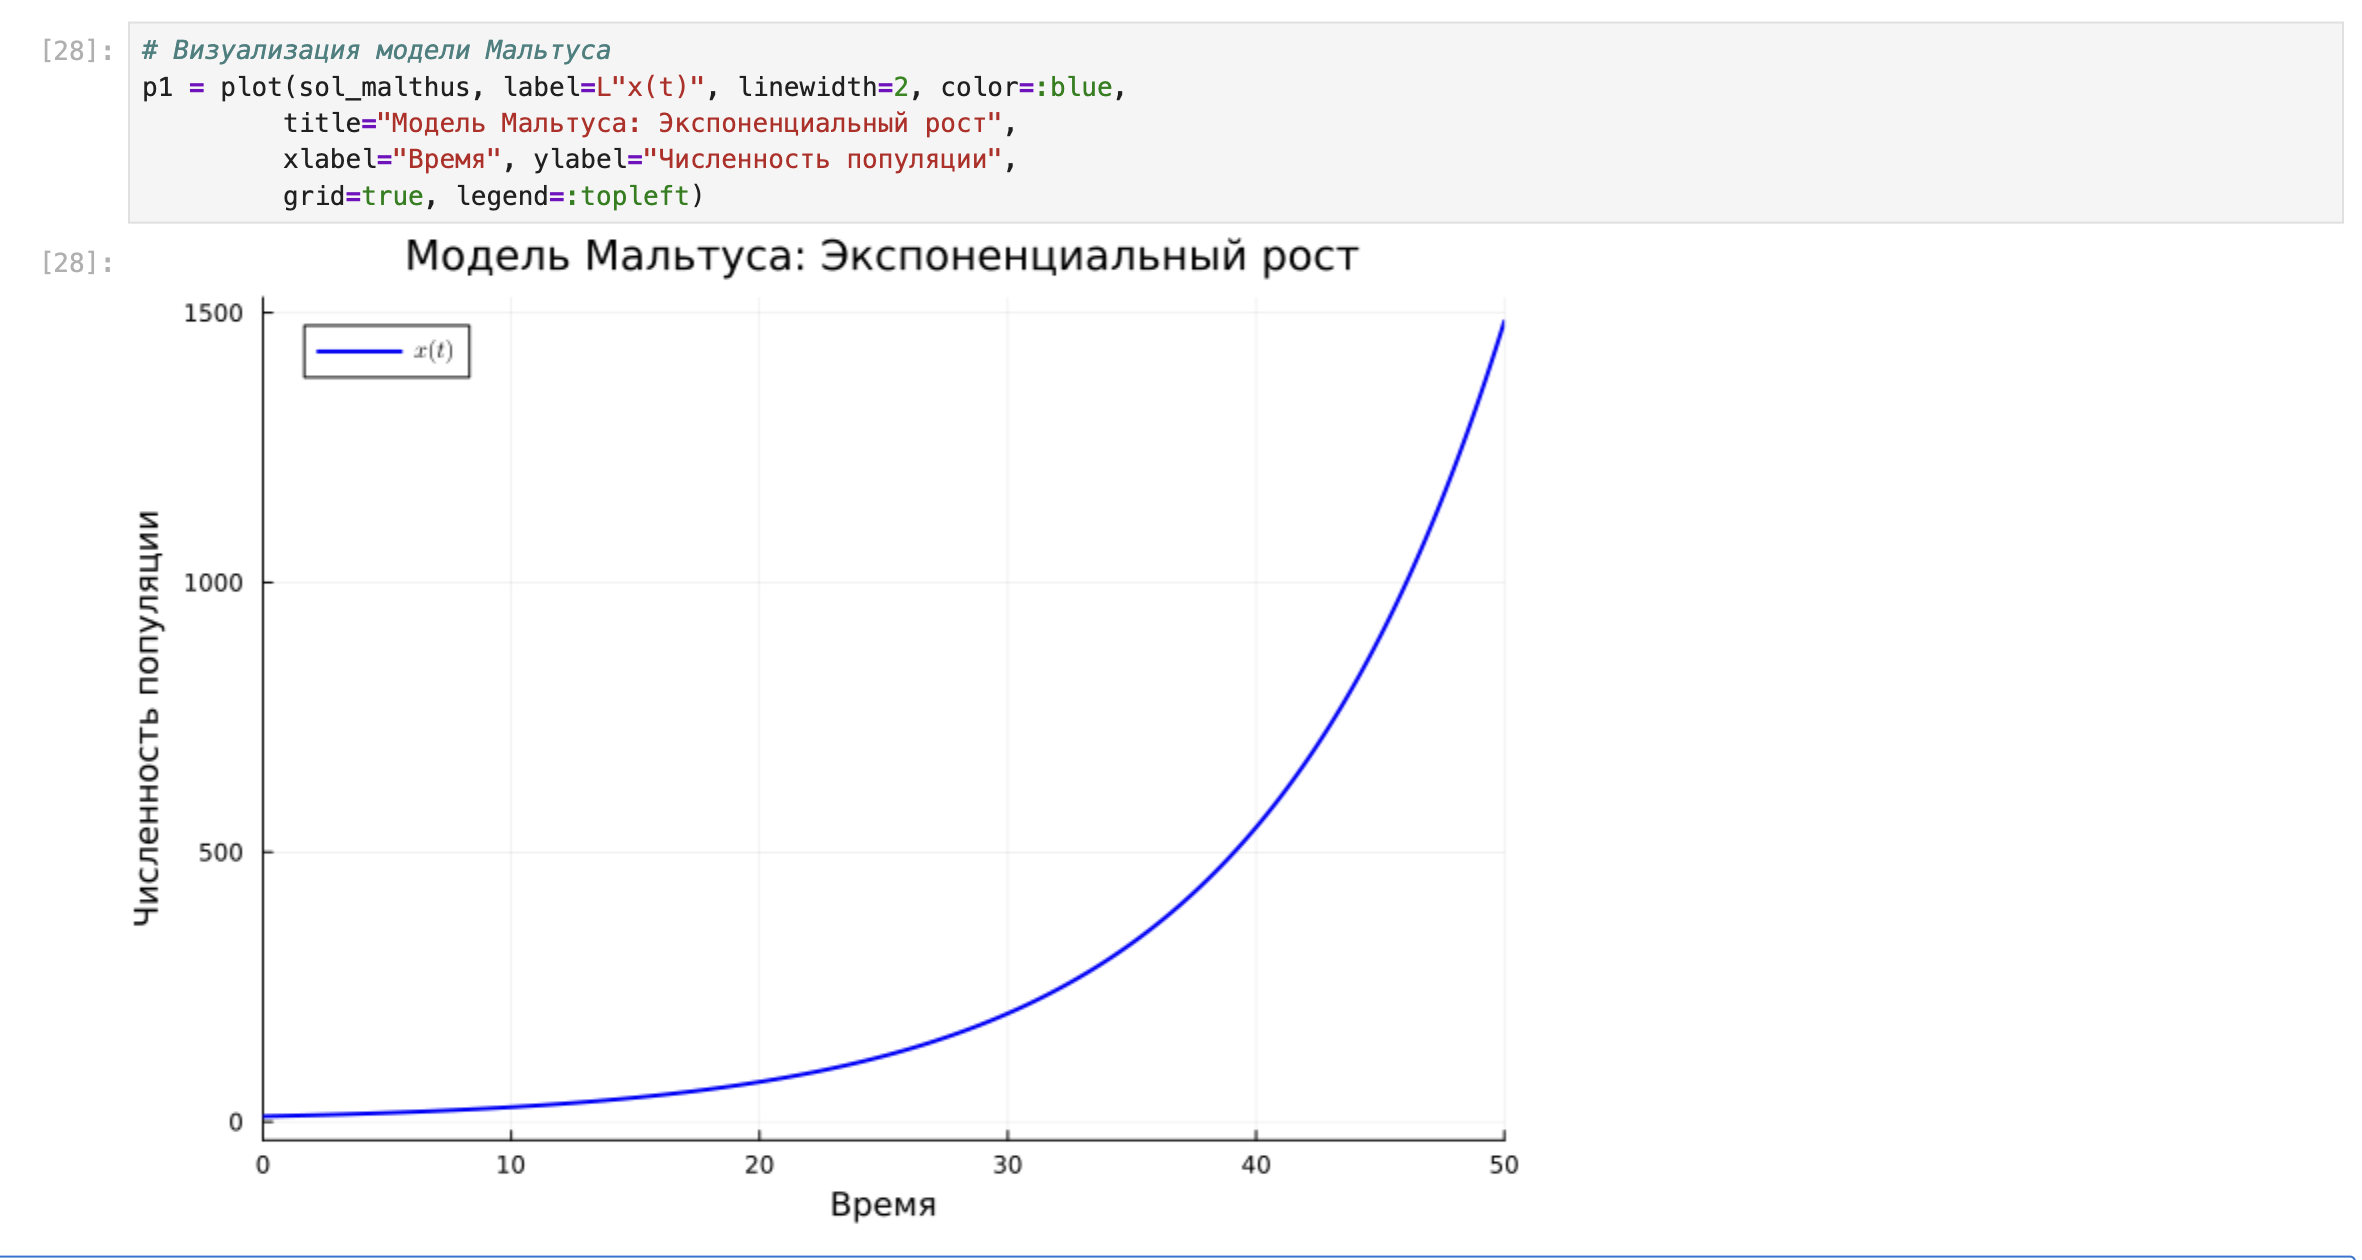 [28]:
# Визуализация модели Мальтуса
p1 = plot(sol_malthus, label=L"x(t)", linewidth=2, color=:blue,
title="Модель Мальтуса: Экспоненциальный рост",
xlabel="Время", ylabel="Численность популяции",
grid=true, legend=:topleft)
[28]:
Модель Мальтуса: Экспоненциальный рост
x(t)
Численность популяции
1500
1000
500
0
0 10 20 30 40 50
Время